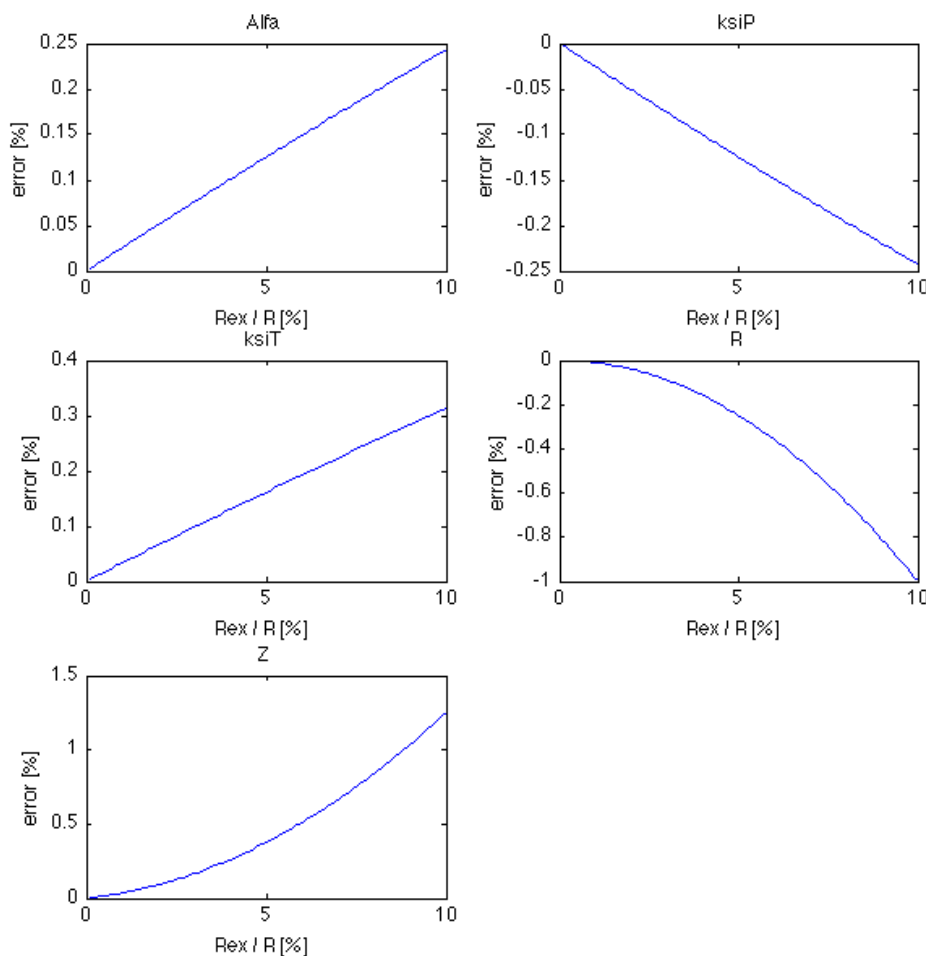 Alfa
0.25
0.2
0.15
0.1
0.05
0
error [%]
0 5 10
Rex / R [%]
ksiP
0
-0.05
-0.1
-0.15
-0.2
-0.25
error [%]
0 5 10
Rex / R [%]
ksiT
0.4
0.3
0.2
0.1
0
error [%]
0 5 10
Rex / R [%]
R
0
-0.2
-0.4
-0.6
-0.8
-1
error [%]
0 5 10
Rex / R [%]
Z
1.5
1
0.5
0
error [%]
0 5 10
Rex / R [%]